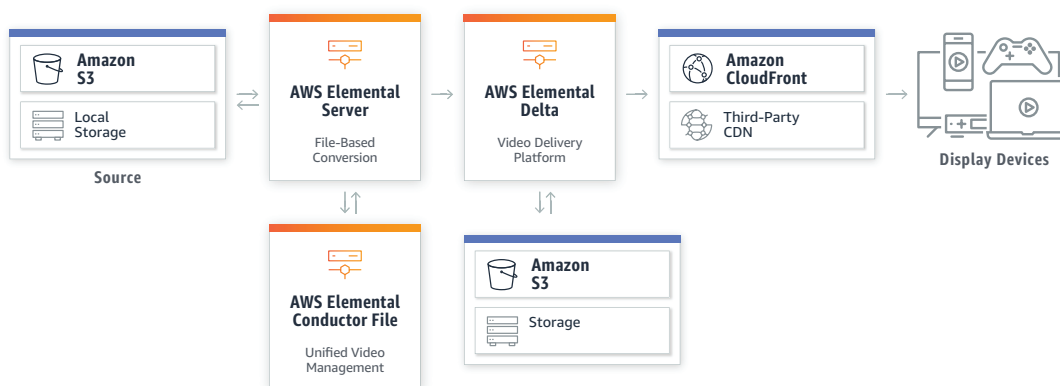 Amazon
S3
Local
Storage
Source
AWS Elemental
Server
File-Based
Conversion
AWS Elemental
Delta
Video Delivery
Platform
Amazon
CloudFront
Third-Party
CDN
Display Devices
AWS Elemental
Conductor File
Unified Video
Management
Amazon
S3
Storage